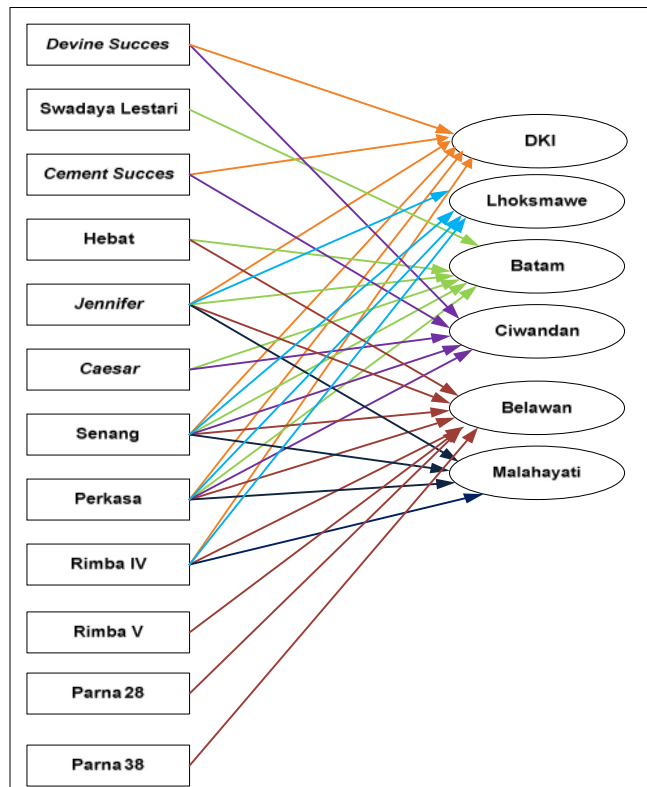 Devine Succes
Swadaya Lestari
Cement Succes
Hebat
Jennifer
Caesar
Senang
Perkasa
Rimba IV
Rimba V
Parna 28
Parna 38
DKI
Lhoksmawe
Batam
Ciwandan
Belawan
Malahayati